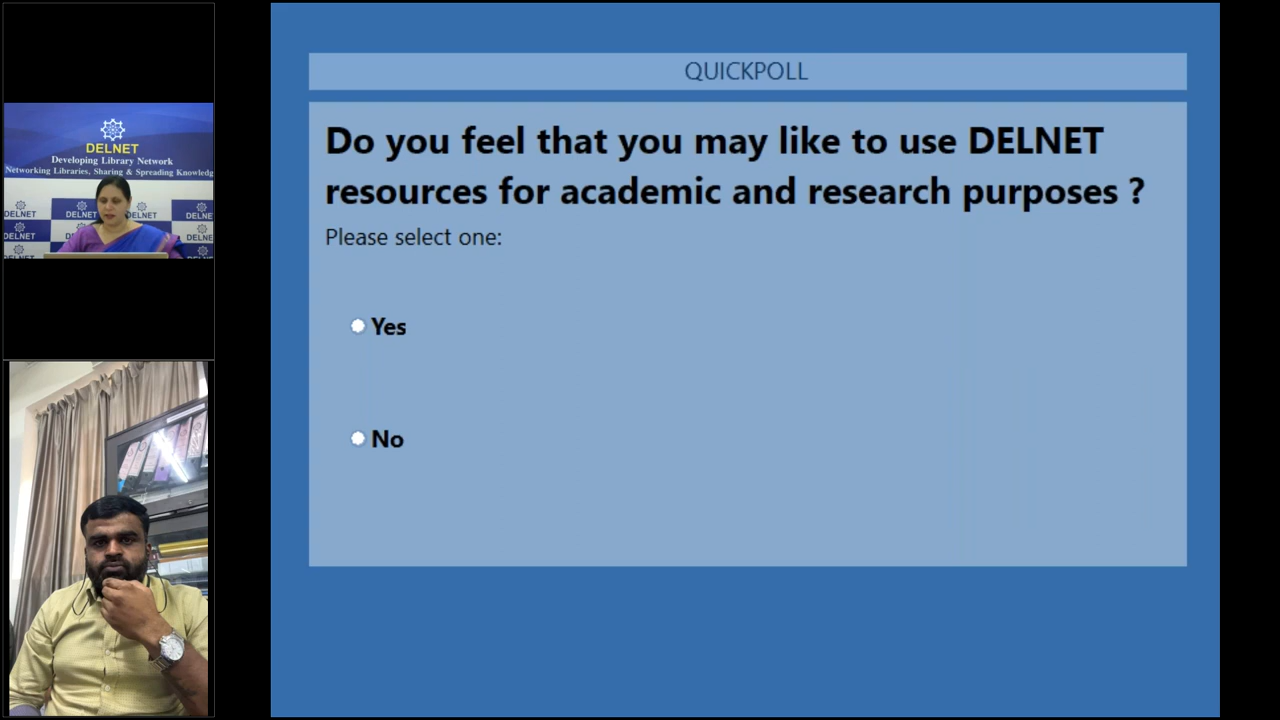 DELNET
Developing Library Network
Networking Libraries, Sharing & Spreading Knowledg
DELNET
DELNET
DELNET
DELNET
DELNET
QUICKPOLL
Do you feel that you may like to use DELNET
resources for academic and research purposes ?
Please select one:
Yes
No